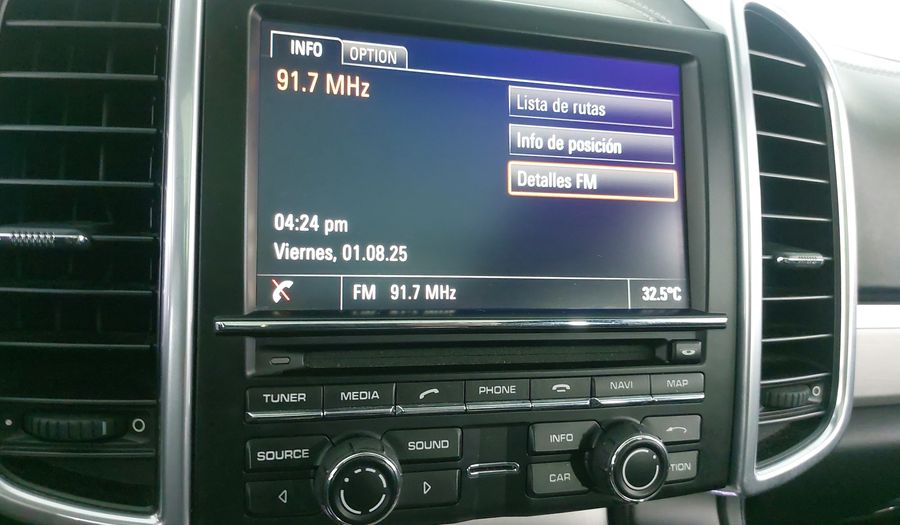 INFO OPTION
91.7 MHz
Lista de rutas
Info de posición
Detalles FM
04:24 pm
Viernes, 01.08.25
FM 91.7 MHz 32.5°C
TUNER MEDIA PHONE NAVI MAP
SOURCE SOUND INFO
CAR TION